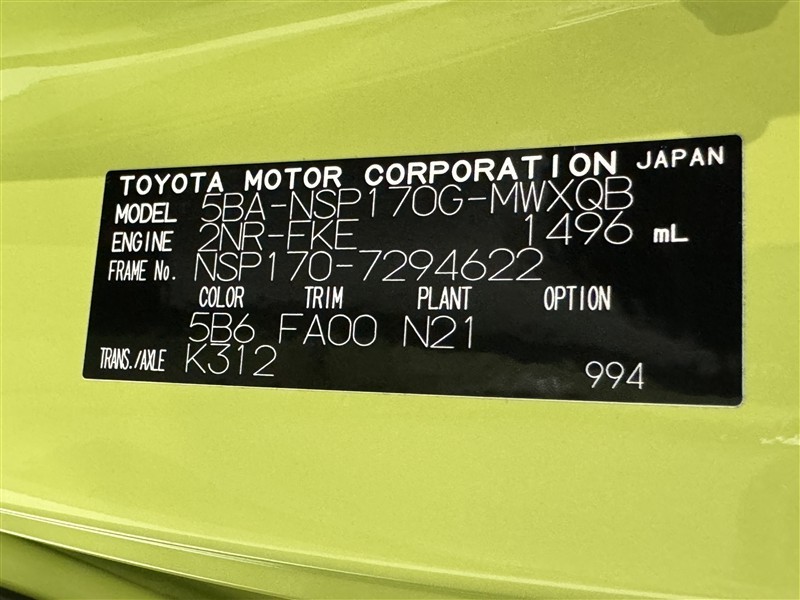 TOYOTA MOTOR CORPORATION JAPAN
MODEL 5BA-NSP170G-MWXQB
ENGINE 2NR-FKE 1496 mL
FRAME No. NSP170-7294622
COLOR TRIM PLANT OPTION
5B6 FA00 N21
TRANS./AXLE K312
994